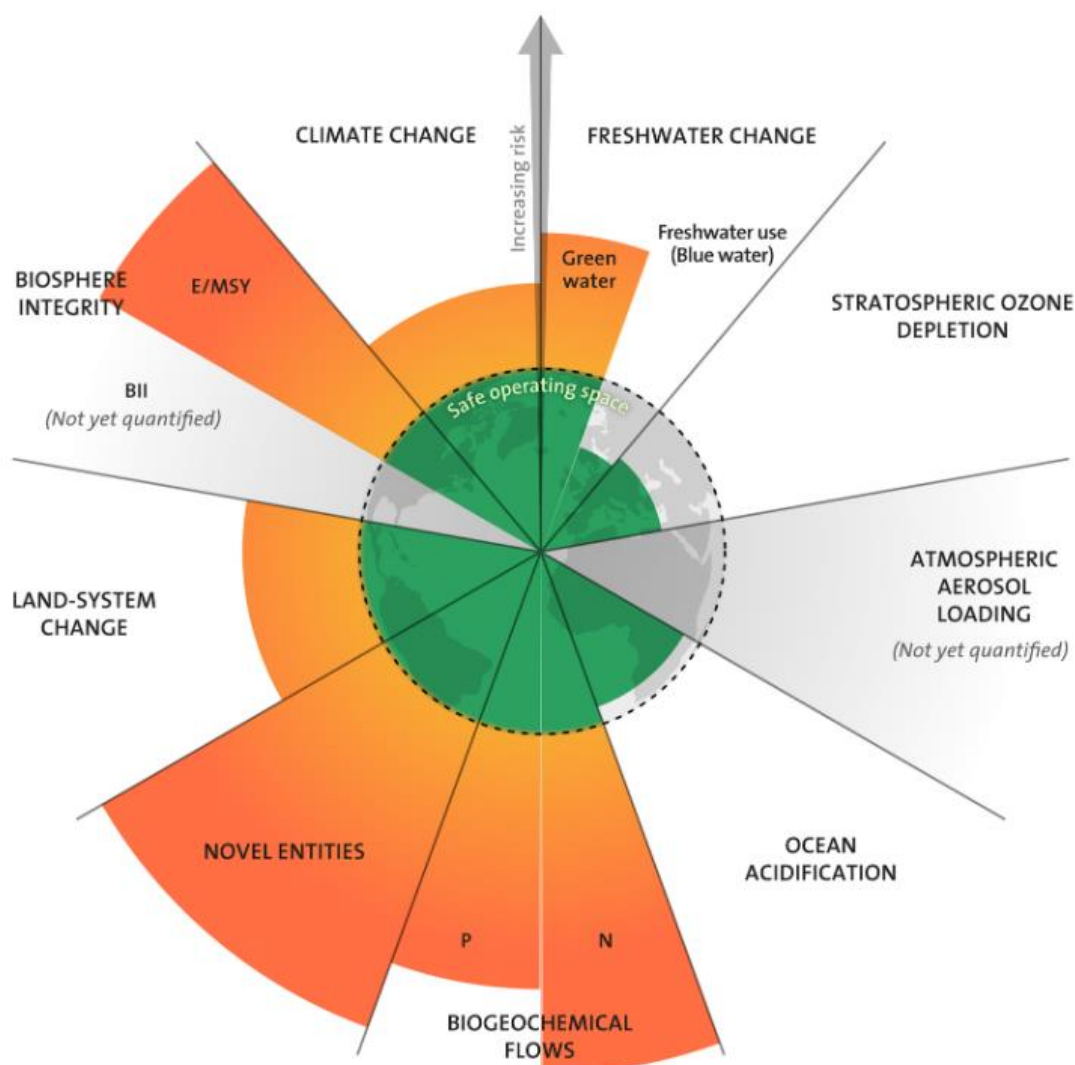 CLIMATE CHANGE
Increasing risk
FRESHWATER CHANGE
Freshwater use
(Blue water)
Green
water
STRATOSPHERIC OZONE
DEPLETION
BIOSPHERE
INTEGRITY
E/MSY
BII
(Not yet quantified)
Safe operating space
LAND-SYSTEM
CHANGE
ATMOSPHERIC
AEROSOL
LOADING
(Not yet quantified)
NOVEL ENTITIES
OCEAN
ACIDIFICATION
P
N
BIOGEOCHEMICAL
FLOWS